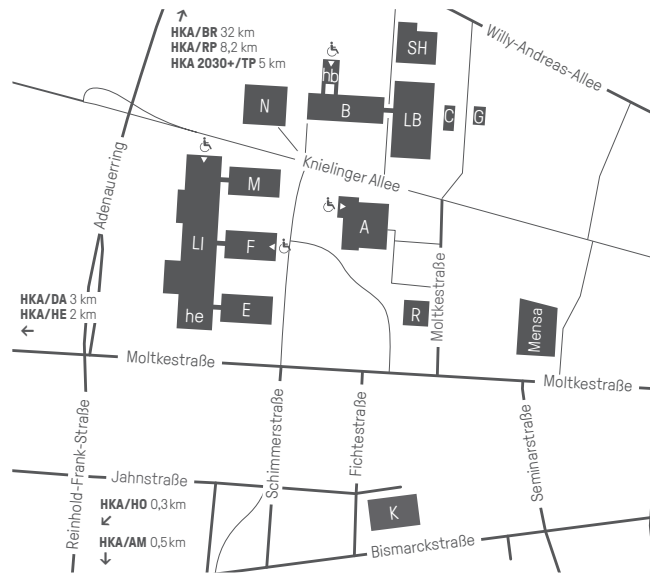 HKA/BR 32 km
HKA/RP 8,2 km
HKA 2030+/TP 5 km
Willy-Andreas-Allee
SH
hb
N
B
LB
C
G
Knielinger Allee
Adenauerring
M
A
LI
F
HKA/DA 3 km
HKA/HE 2 km
he
E
R
Moltkestraße
Mensa
Moltkestraße
Moltkestraße
Reinhold-Frank-Straße
Schimmerstraße
Fichtestraße
Seminarstraße
Jahnstraße
HKA/HO 0,3 km
K
HKA/AM 0,5 km
Bismarckstraße